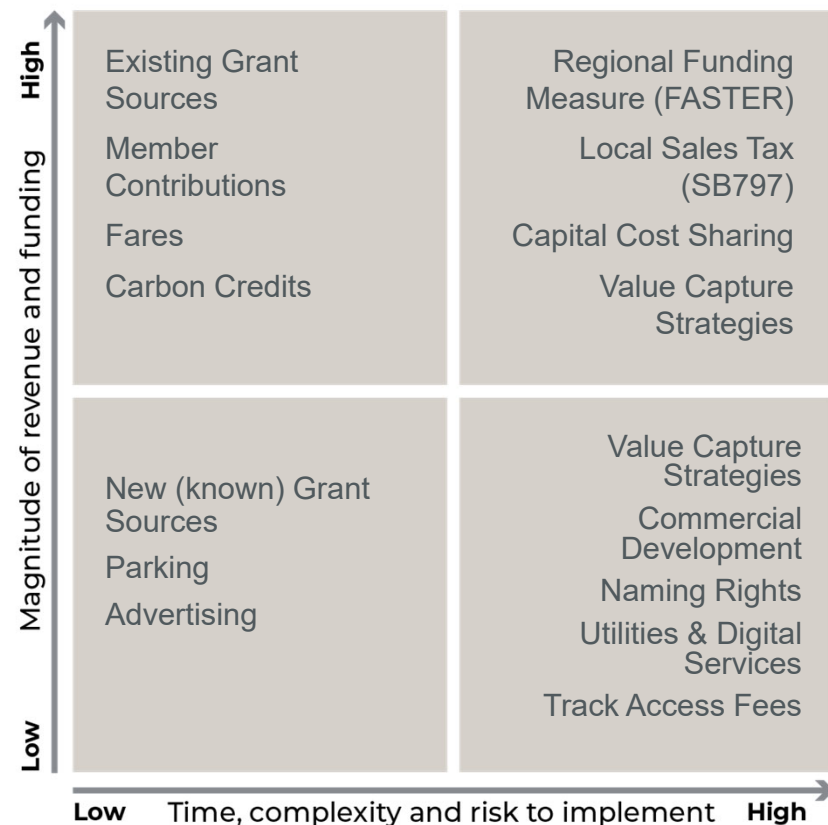 High
Magnitude of revenue and funding
Low
Existing Grant
Sources
Member
Contributions
Fares
Carbon Credits
Regional Funding
Measure (FASTER)
Local Sales Tax
(SB797)
Capital Cost Sharing
Value Capture
Strategies
New (known) Grant
Sources
Parking
Advertising
Value Capture
Strategies
Commercial
Development
Naming Rights
Utilities & Digital
Services
Track Access Fees
Low Time, complexity and risk to implement High